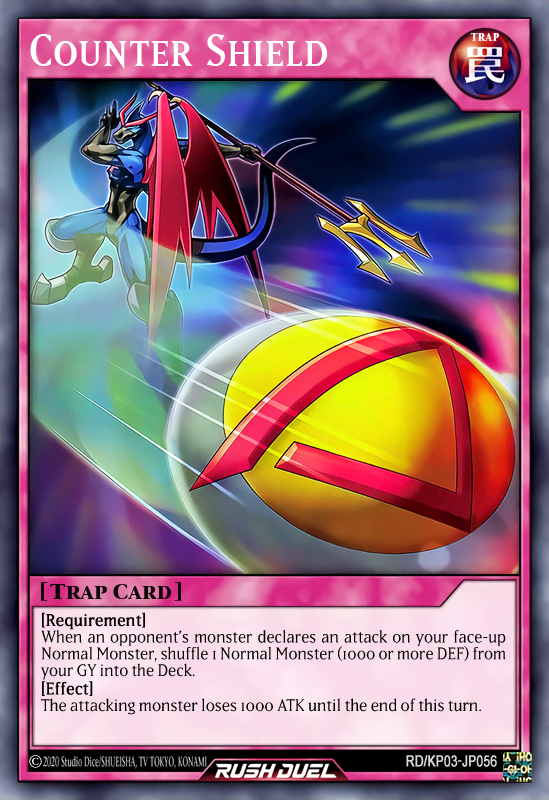 COUNTER SHIELD
TRAP
罠
[TRAP CARD]
[Requirement]
When an opponent's monster declares an attack on your face-up
Normal Monster, shuffle 1 Normal Monster (1000 or more DEF) from
your GY into the Deck.
[Effect]
The attacking monster loses 1000 ATK until the end of this turn.
©2020 Studio Dice/SHUEISHA, TV TOKYO, KONAMI
RUSH DUEL
RD/KP03-JP056